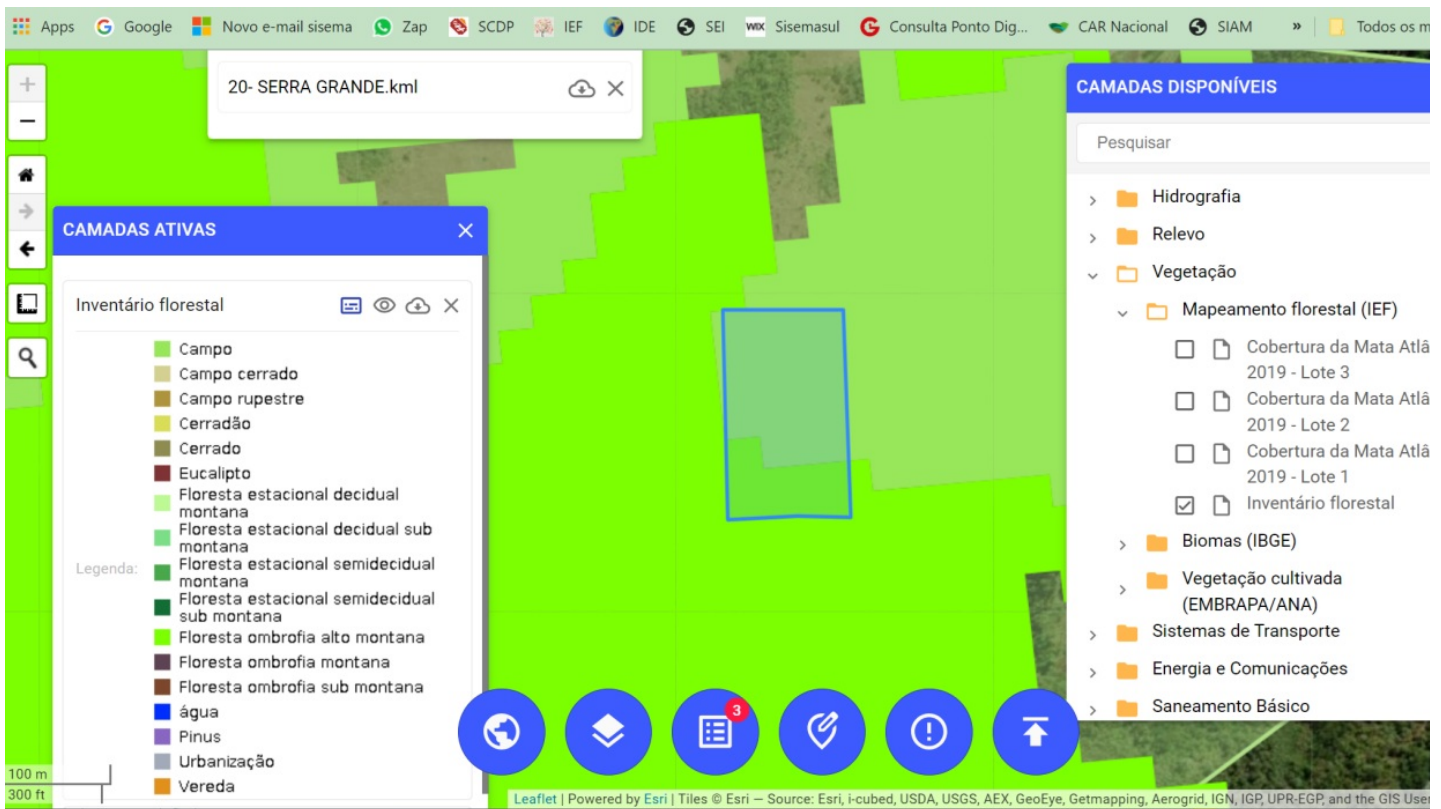 Apps Google Novo e-mail sisema Zap SCDP IEF IDE SEI WIX Sisemasul Consulta Ponto Dig... CAR Nacional SIAM » Todos os m
20- SERRA GRANDE.kml
CAMADAS DISPONÍVEIS
Pesquisar
Hidrografia
Relevo
Vegetação
Mapeamento florestal (IEF)
Cobertura da Mata Atlâ
2019 - Lote 3
Cobertura da Mata Atlâ
2019 - Lote 2
Cobertura da Mata Atlâ
2019 - Lote 1
Inventário florestal
Biomas (IBGE)
Vegetação cultivada
(EMBRAPA/ANA)
Sistemas de Transporte
Energia e Comunicações
Saneamento Básico
CAMADAS ATIVAS
Inventário florestal
Legenda:
Campo
Campo cerrado
Campo rupestre
Cerradão
Cerrado
Eucalipto
Floresta estacional decidual
montana
Floresta estacional decidual sub
montana
Floresta estacional semidecidual
montana
Floresta estacional semidecidual
sub montana
Floresta ombrofia alto montana
Floresta ombrofia montana
Floresta ombrofia sub montana
água
Pinus
Urbanização
Vereda
3
100 m
300 ft
Leaflet | Powered by Esri | Tiles © Esri — Source: Esri, i-cubed, USDA, USGS, AEX, GeoEye, Getmapping, Aerogrid, IGN, IGP, UPR-EGP, and the GIS User